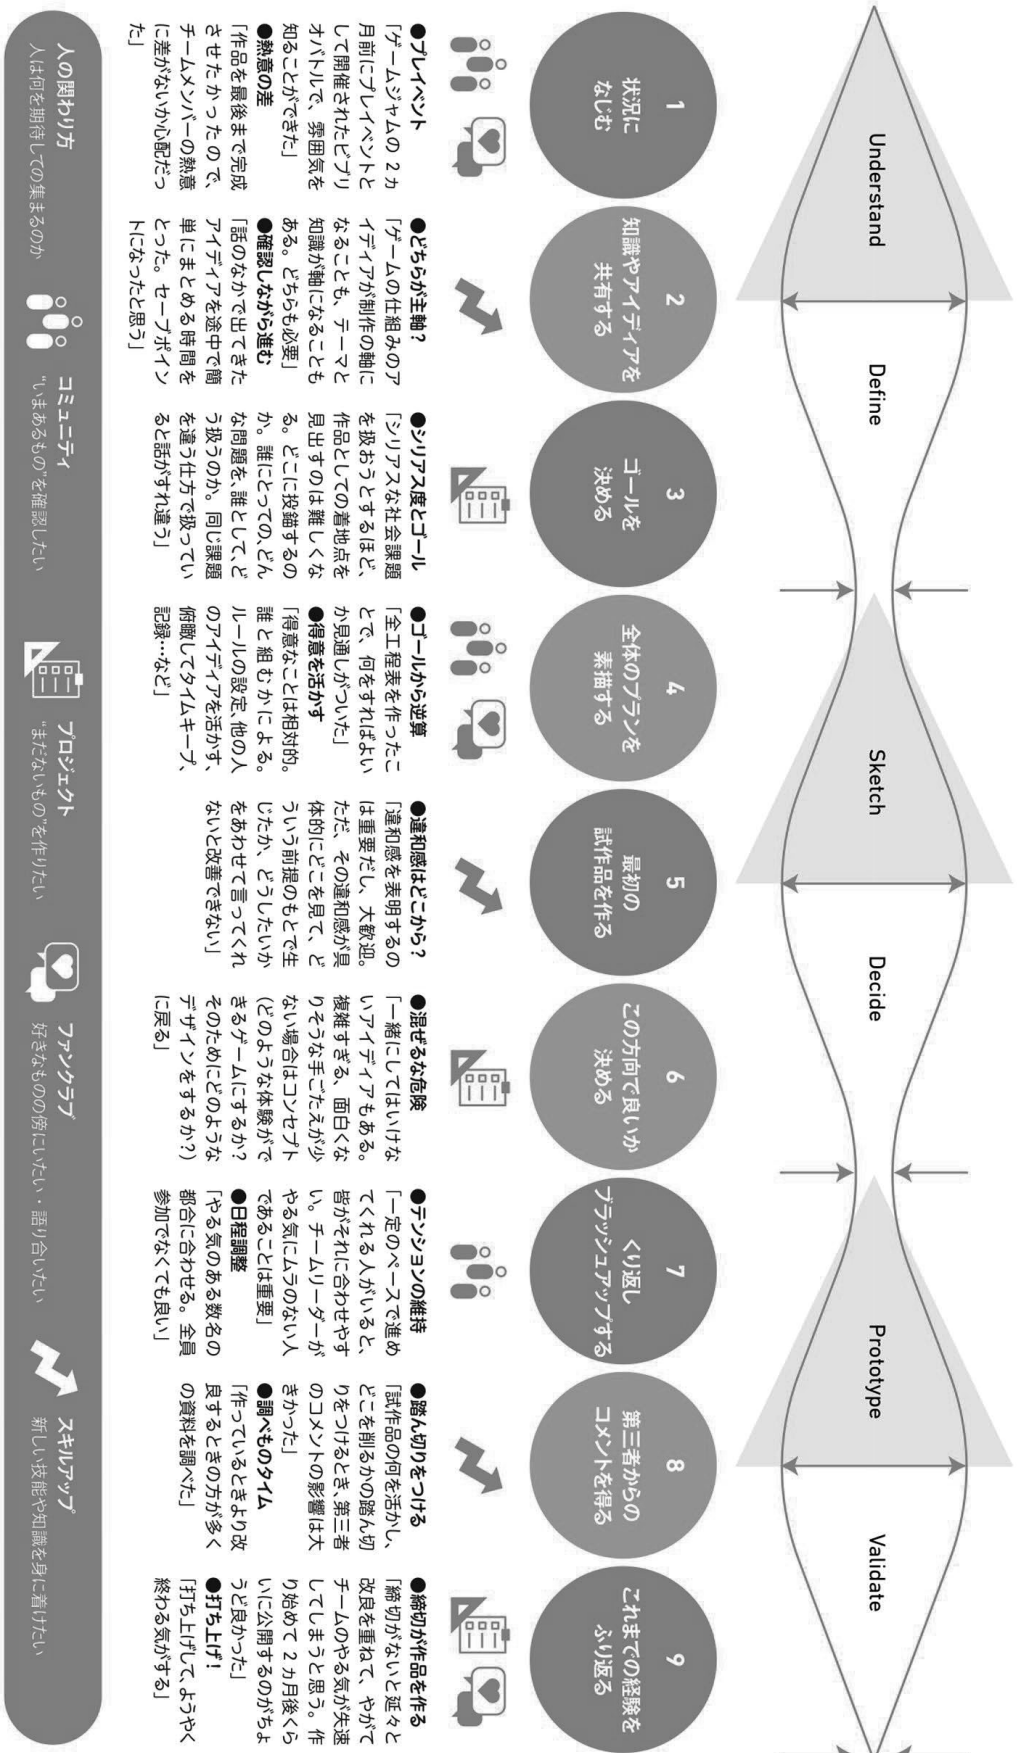 Understand
Define
Sketch
Decide
Prototype
Validate
1
状況に
なじむ
2
知識やアイディアを
共有する
3
ゴールを
決める
4
全体のプランを
素描する
5
最初の
試作品を作る
6
この方向で良いか
決める
7
くり返し
ブラッシュアップする
8
第三者からの
コメントを得る
9
これまでの経験を
ふり返る
●プレイベント
「ゲームジャムの 2 カ
月前にプレイベントと
して開催されたビブリ
オバトルで、雰囲気を
知ることができた」
●熱意の差
「作品を最後まで完成
させたかったので、
チームメンバーの熱意
に差がないか心配だっ
た」
●どちらが主軸?
「ゲームの仕組みのア
イディアが制作の軸に
なることも、テーマと
知識が軸になることも
ある。どちらも必要」
●確認しながら進む
「話のなかで出てきた
アイディアを途中で簡
単にまとめる時間を
とった。セーブポイン
トになったと思う」
●シリアス度とゴール
「シリアスな社会課題
を扱おうとするほど、
作品としての着地点を
見出すのは難しくな
る。どこに投錨するの
か。誰にとっての、どん
な問題を、誰として、ど
う扱うのか。同じ課題
を違う仕方で扱ってい
ると話がすれ違う」
●ゴールから逆算
「全工程表を作ったこ
とで、何をすればよい
か見通しがついた」
●得意を活かす
「得意なことは相対的。
誰と組むかによる。
ルールの設定、他の人
のアイディアを活かす、
俯瞰してタイムキープ、
記録…など」
●違和感はどこから?
「違和感を表明するの
は重要だし、大歓迎。
ただ、その違和感が具
体的にどこを見て、ど
ういう前提のもとで生
じたか、どうしたいか
をあわせて言ってくれ
ないと改善できない」
●混ぜるな危険
「一緒にしてはいけな
いアイディアもある。
複雑すぎる、面白くな
りそうな手ごたえが少
ない場合はコンセプト
(どのような体験がで
きるゲームにするか?
そのためにどのような
デザインをするか?)
に戻る」
●テンションの維持
「一定のペースで進め
てくれる人がいると、
皆がそれに合わせやす
い。チームリーダーが
やる気にムラのない人
であることは重要」
●日程調整
「やる気のある数名の
都合に合わせる。全員
参加でなくても良い」
●踏ん切りをつける
「試作品の何を活かし、
どこを削るかの踏ん切
りをつけるとき、第三者
のコメントの影響は大
きかった」
●調べものタイム
「作っているときより改
良するときの方が多く
の資料を調べた」
●締切が作品を作る
「締切がないと延々と
改良を重ねて、やがて
チームのやる気が失速
してしまうと思う。作
り始めて 2 カ月後くら
いに公開するのがちょ
うど良かった」
●打ち上げ!
「打ち上げして、ようやく
終わる気がする」
人の関わり方
人は何を期待しての集まるのか
コミュニティ
“いまあるもの”を確認したい
プロジェクト
“まだないもの”を作りたい
ファンクラブ
好きなものの傍にいたい・語り合いたい
スキルアップ
新しい技能や知識を身に着けたい